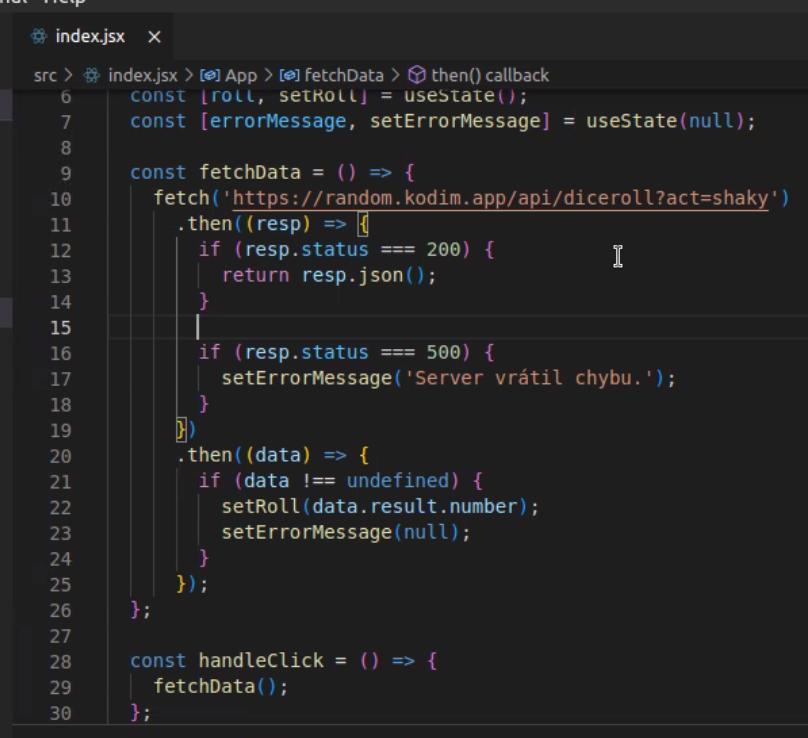 Help
index.jsx
src > index.jsx > App > fetchData > then() callback
6 const [roll, setRoll] = useState();
7 const [errorMessage, setErrorMessage] = useState(null);
8
9 const fetchData = () => {
10 fetch('https://random.kodim.app/api/diceroll?act=shaky')
11 .then((resp) => {
12 if (resp.status === 200) {
13 return resp.json();
14 }
15
16 if (resp.status === 500) {
17 setErrorMessage('Server vrátil chybu.');
18 }
19 })
20 .then((data) => {
21 if (data !== undefined) {
22 setRoll(data.result.number);
23 setErrorMessage(null);
24 }
25 });
26 };
27
28 const handleClick = () => {
29 fetchData();
30 };